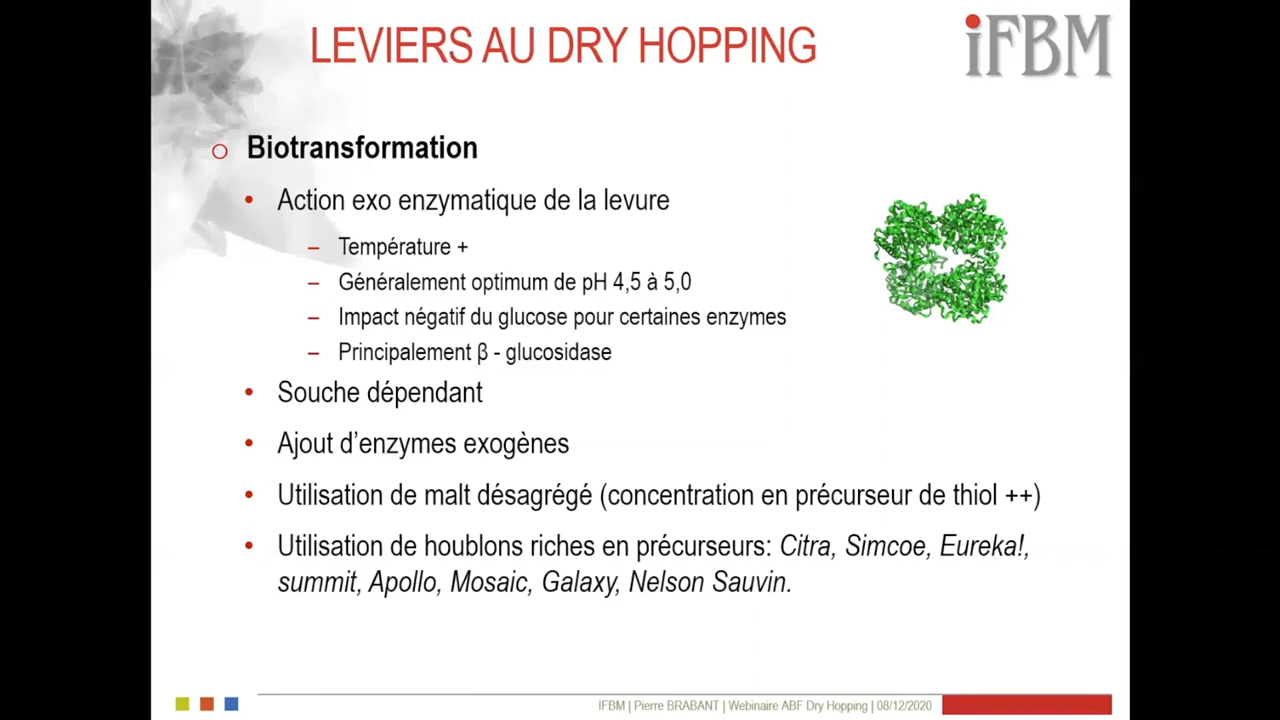 LEVIERS AU DRY HOPPING
iFBM
Biotransformation
• Action exo enzymatique de la levure
– Température +
– Généralement optimum de pH 4,5 à 5,0
– Impact négatif du glucose pour certaines enzymes
– Principalement β - glucosidase
• Souche dépendant
• Ajout d’enzymes exogènes
• Utilisation de malt désagrégé (concentration en précurseur de thiol ++)
• Utilisation de houblons riches en précurseurs: Citra, Simcoe, Eureka!,
summit, Apollo, Mosaic, Galaxy, Nelson Sauvin.
IFBM | Pierre BRABANT | Webinaire ABF Dry Hopping | 08/12/2020